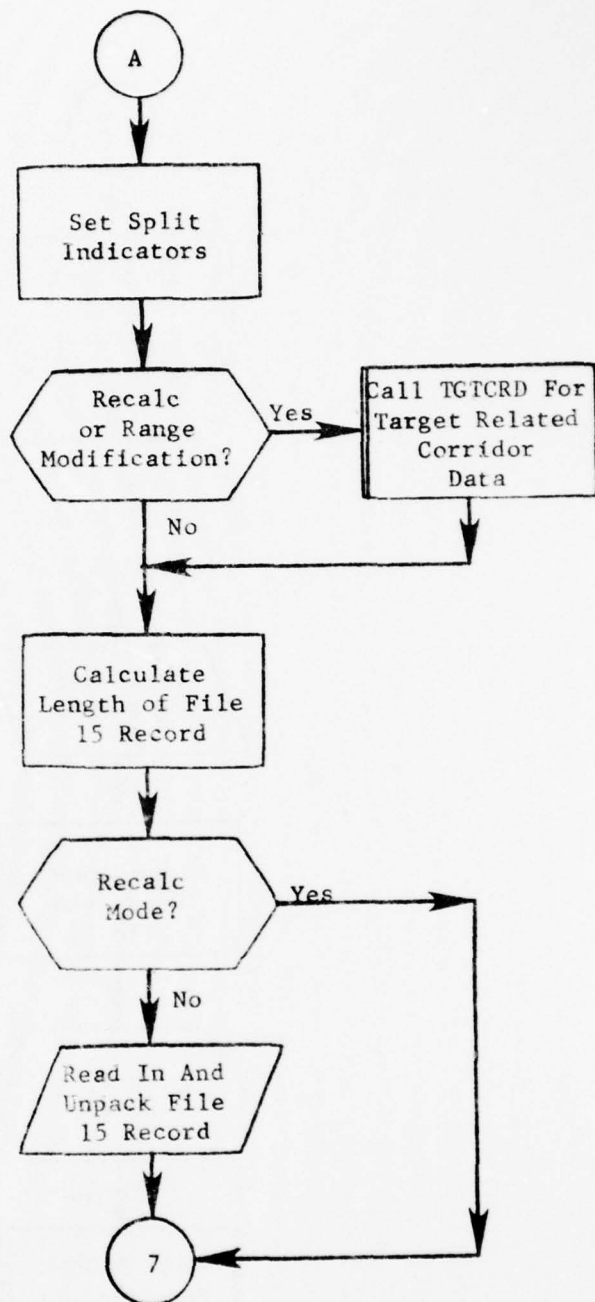 A
Set Split
Indicators
Recalc
or Range
Modification?
Yes
Call TGTCRD For
Target Related
Corridor
Data
No
Calculate
Length of File
15 Record
Recalc
Mode?
Yes
No
Read In And
Unpack File
15 Record
7